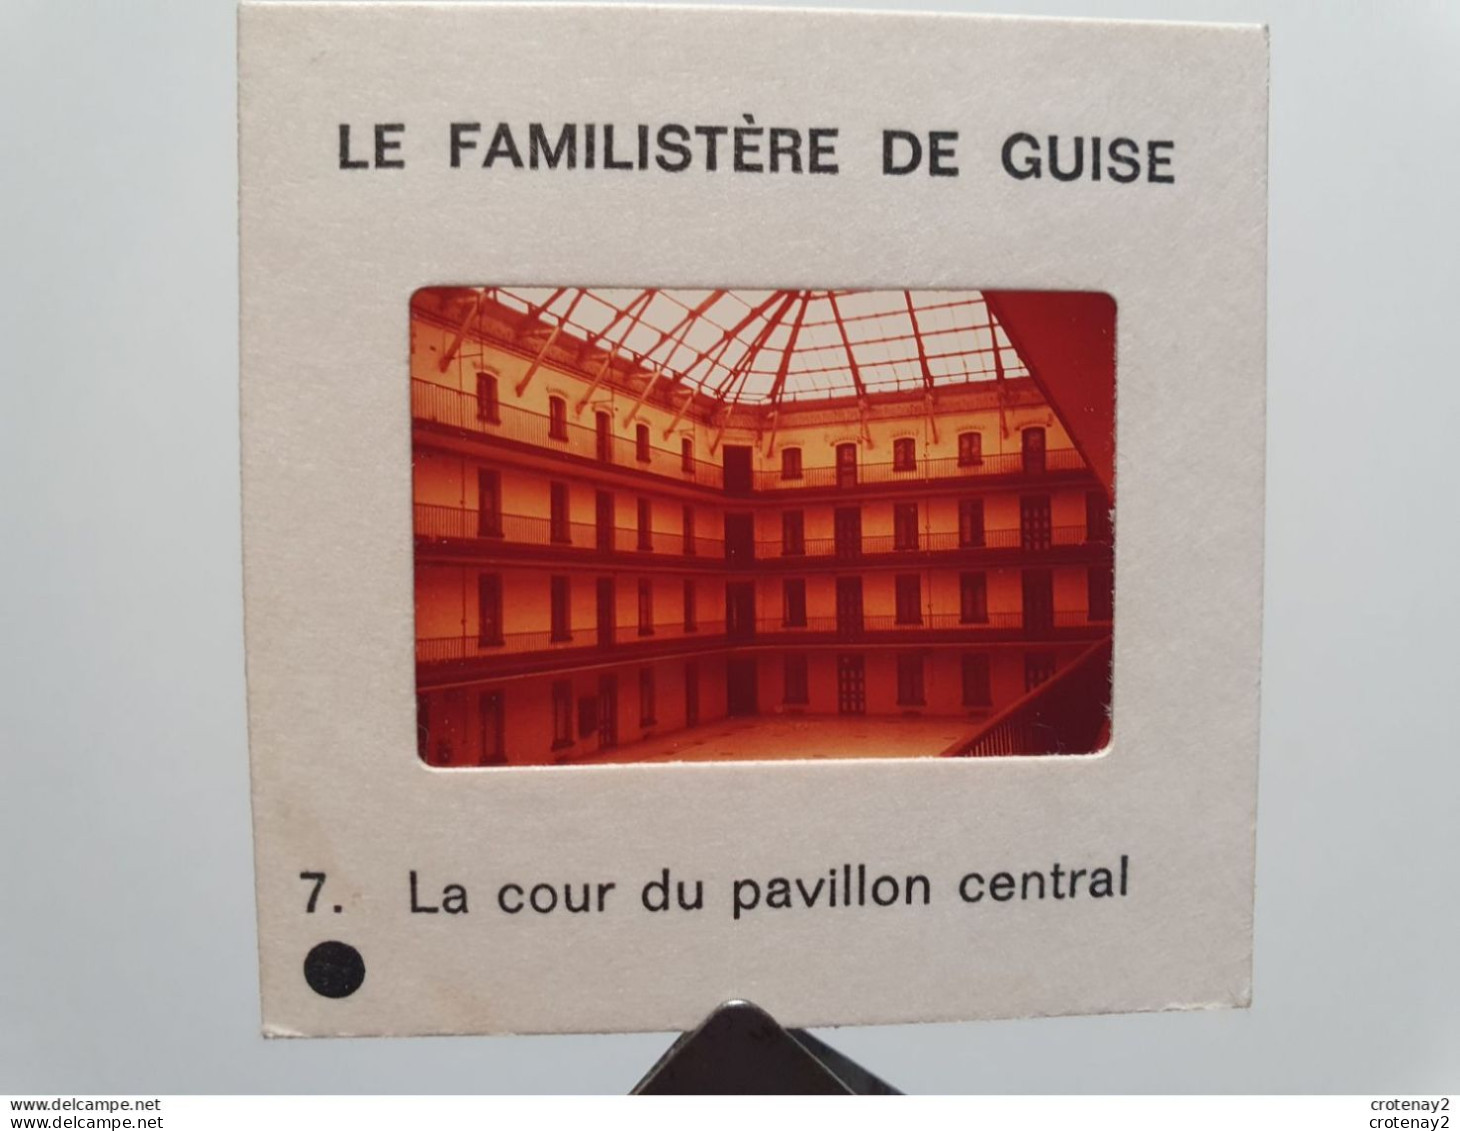 LE FAMILISTÈRE DE GUISE
7. La cour du pavillon central
www.delcampe.net crotenay2
www.delcampe.net crotenay2